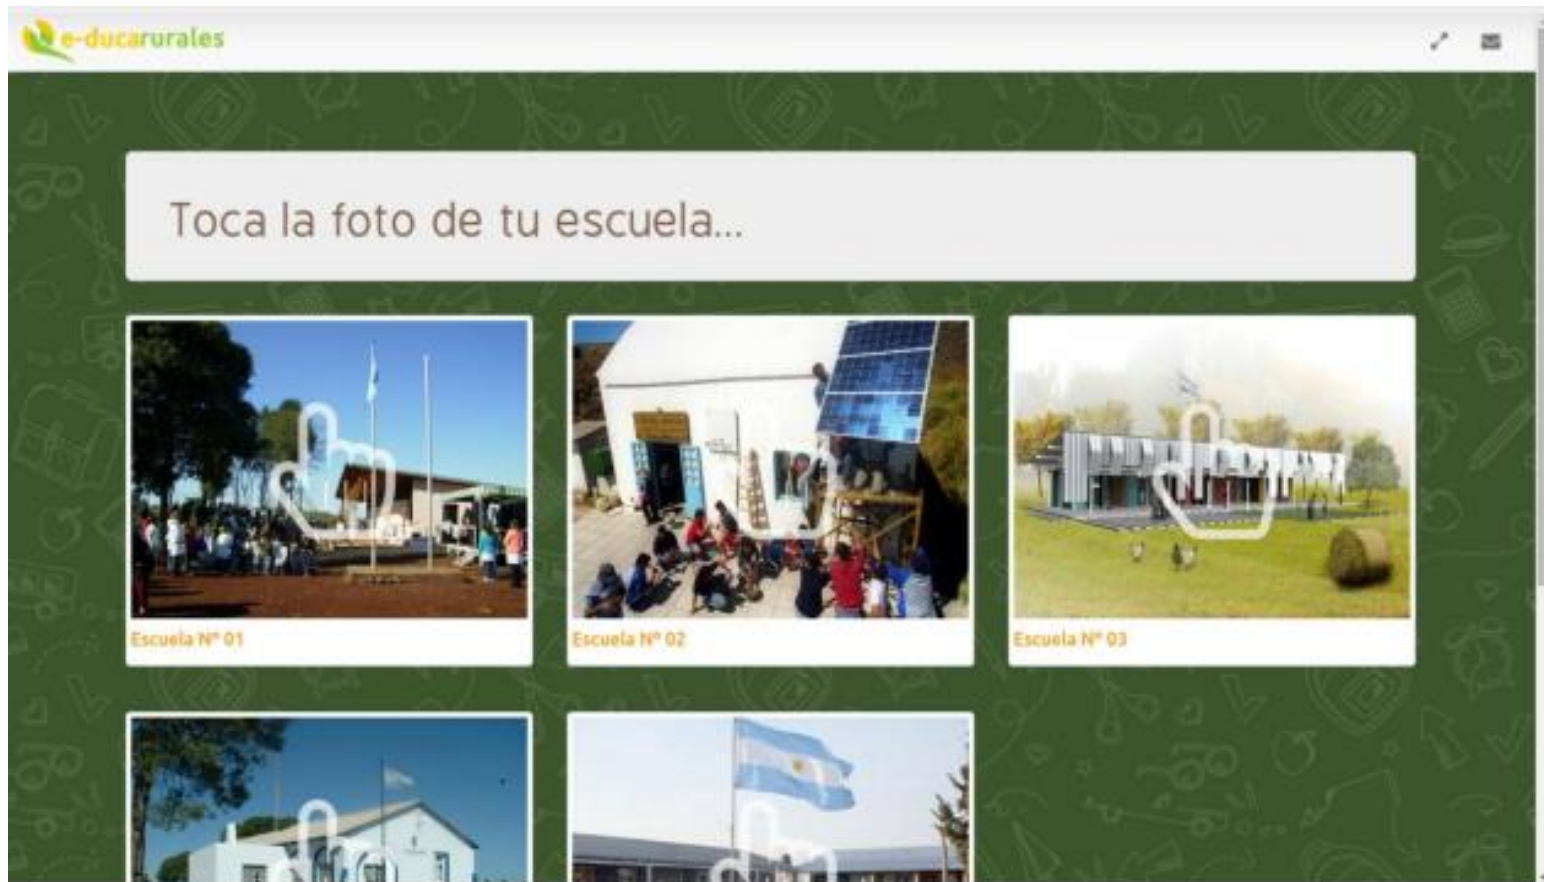 e-ducarurales
Toca la foto de tu escuela...
Escuela Nº 01
Escuela Nº 02
Escuela Nº 03